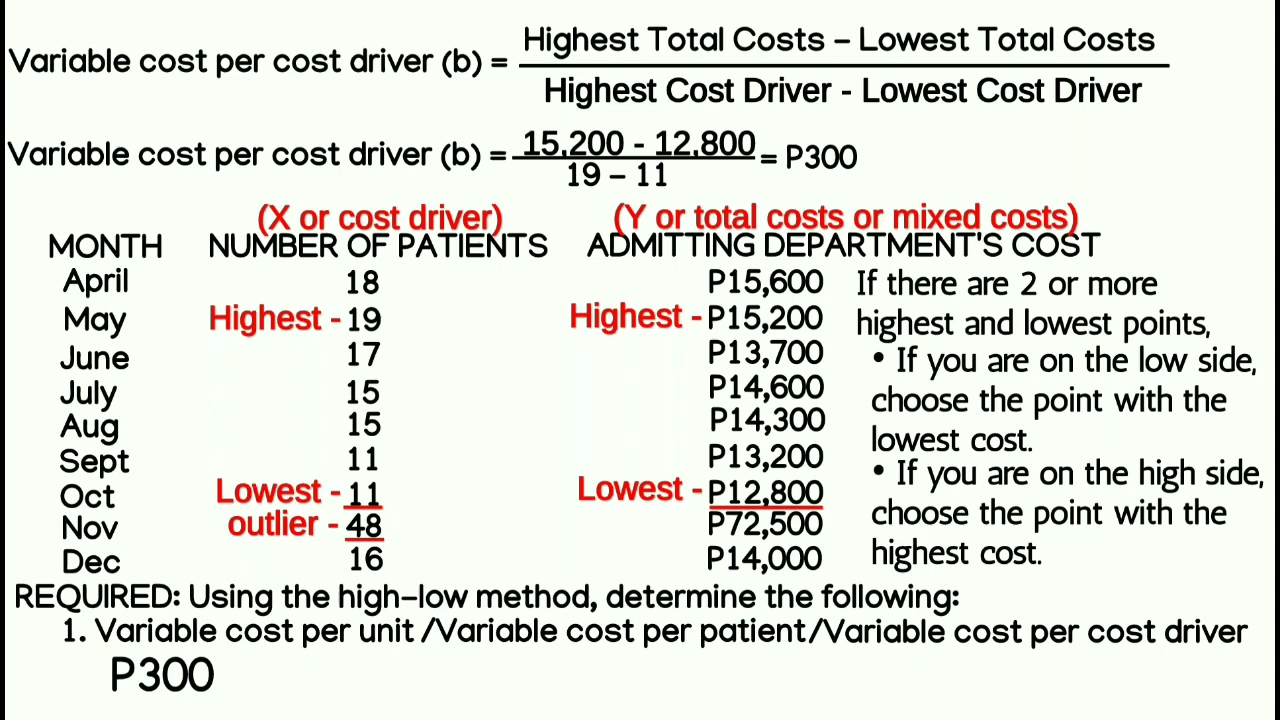 Variable cost per cost driver (b) = Highest Total Costs – Lowest Total Costs
Highest Cost Driver - Lowest Cost Driver
Variable cost per cost driver (b) = 15,200 - 12,800 = P300
19 – 11
(X or cost driver) (Y or total costs or mixed costs)
MONTH NUMBER OF PATIENTS ADMITTING DEPARTMENT'S COST
April 18 P15,600 If there are 2 or more
May Highest - 19 Highest - P15,200 highest and lowest points,
June 17 P13,700 • If you are on the low side,
July 15 P14,600 choose the point with the
Aug 15 P14,300 lowest cost.
Sept 11 P13,200 • If you are on the high side,
Oct Lowest - 11 Lowest - P12,800 choose the point with the
Nov outlier - 48 P72,500 highest cost.
Dec 16 P14,000
REQUIRED: Using the high–low method, determine the following:
1. Variable cost per unit /Variable cost per patient/Variable cost per cost driver
P300